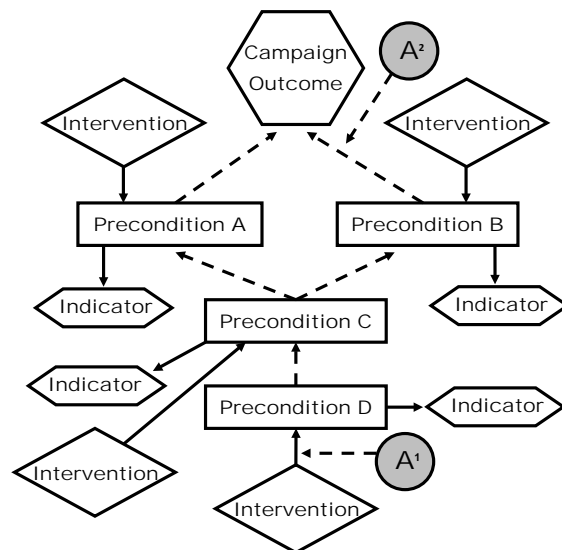 Campaign
Outcome
A²
Intervention
Intervention
Precondition A
Precondition B
Indicator
Indicator
Precondition C
Indicator
Precondition D
Indicator
Intervention
A¹
Intervention